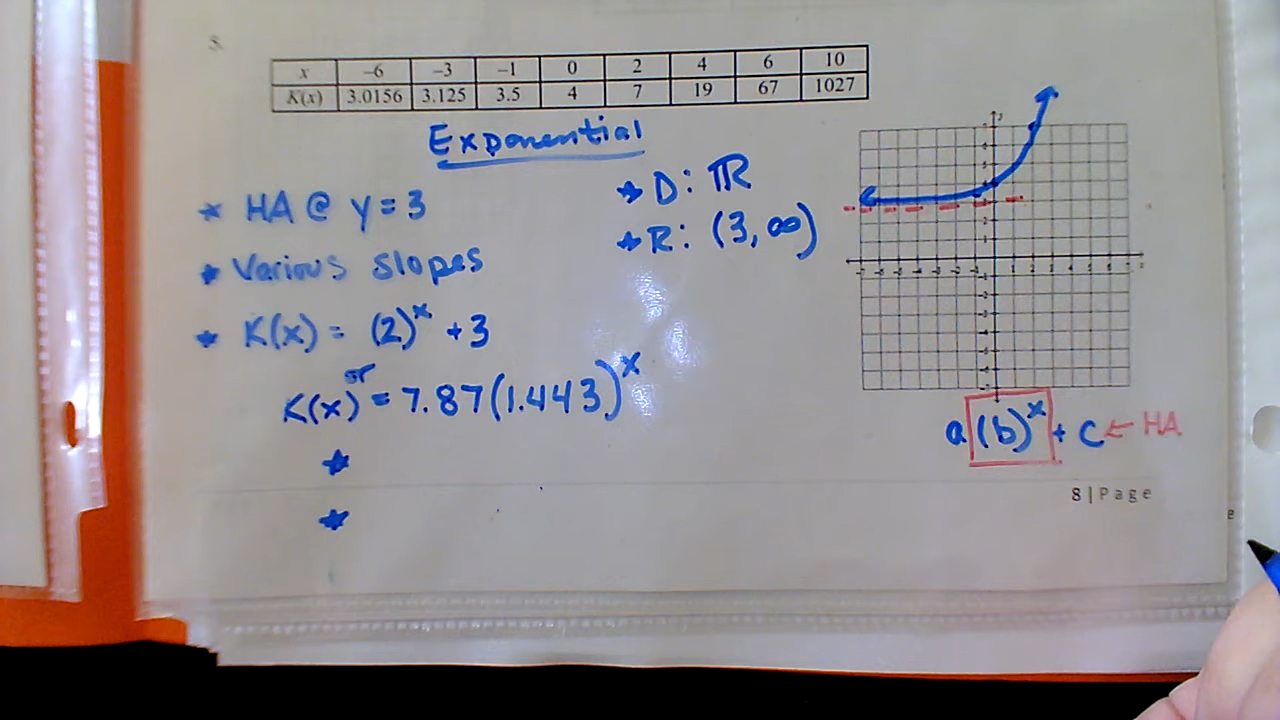 5.
x −6 −3 −1 0 2 4 6 10
K(x) 3.0156 3.125 3.5 4 7 19 67 1027
Exponential
* HA @ y = 3
* Various slopes
* K(x) = (2)^x + 3
or
K(x) = 7.87(1.443)^x
*
*
* D: ℝ
* R: (3, ∞)
a(b)^x + c ← HA
8 | Page
e